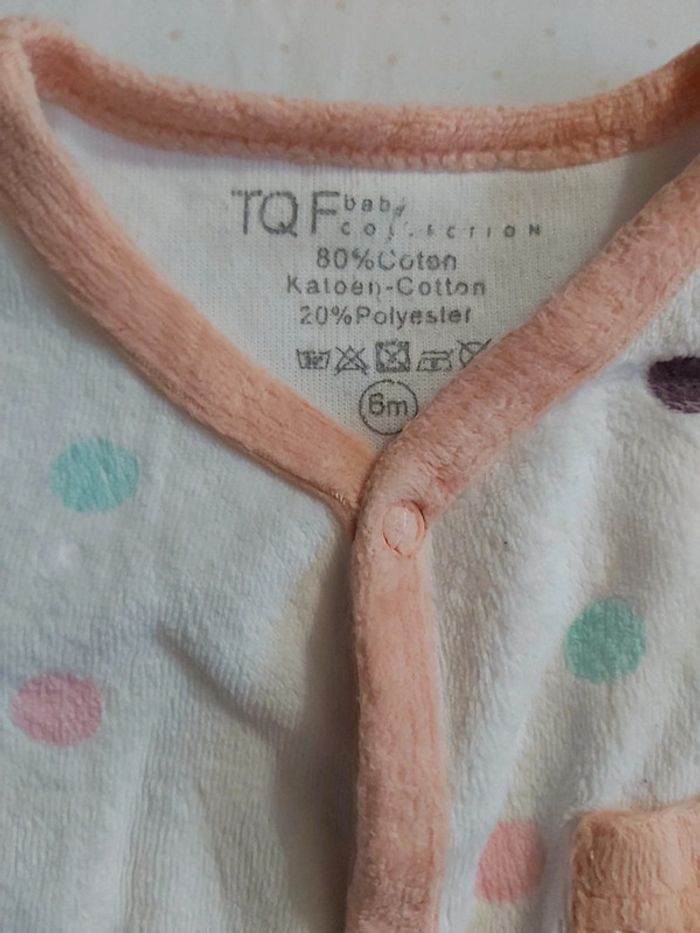 TQF baby
COLLECTION
80%Coton
Katoen-Cotton
20%Polyester
6m